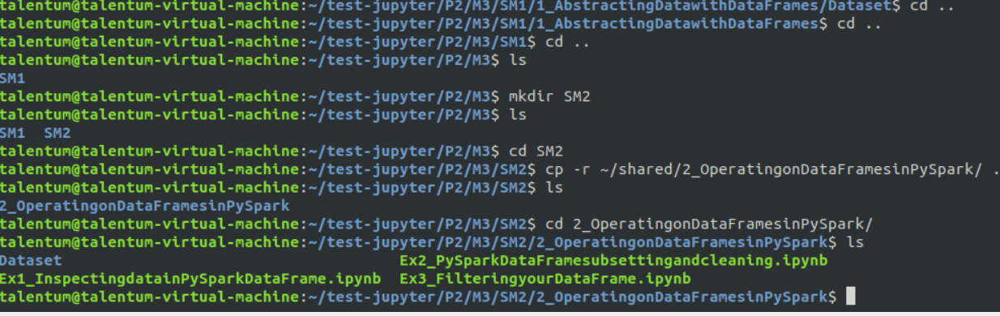 talentum@talentum-virtual-machine:~/test-jupyter/P2/M3/SM1/1_AbstractingDatawithDataFrames/Dataset$ cd ..
talentum@talentum-virtual-machine:~/test-jupyter/P2/M3/SM1/1_AbstractingDatawithDataFrames$ cd ..
talentum@talentum-virtual-machine:~/test-jupyter/P2/M3/SM1$ cd ..
talentum@talentum-virtual-machine:~/test-jupyter/P2/M3$ ls
SM1
talentum@talentum-virtual-machine:~/test-jupyter/P2/M3$ mkdir SM2
talentum@talentum-virtual-machine:~/test-jupyter/P2/M3$ ls
SM1  SM2
talentum@talentum-virtual-machine:~/test-jupyter/P2/M3$ cd SM2
talentum@talentum-virtual-machine:~/test-jupyter/P2/M3/SM2$ cp -r ~/shared/2_OperatingonDataFramesinPySpark/ .
talentum@talentum-virtual-machine:~/test-jupyter/P2/M3/SM2$ ls
2_OperatingonDataFramesinPySpark
talentum@talentum-virtual-machine:~/test-jupyter/P2/M3/SM2$ cd 2_OperatingonDataFramesinPySpark/
talentum@talentum-virtual-machine:~/test-jupyter/P2/M3/SM2/2_OperatingonDataFramesinPySpark$ ls
Dataset  Ex2_PySparkDataFramesubsettingandcleaning.ipynb
Ex1_InspectingdatainPySparkDataFrame.ipynb  Ex3_FilteringyourDataFrame.ipynb
talentum@talentum-virtual-machine:~/test-jupyter/P2/M3/SM2/2_OperatingonDataFramesinPySpark$